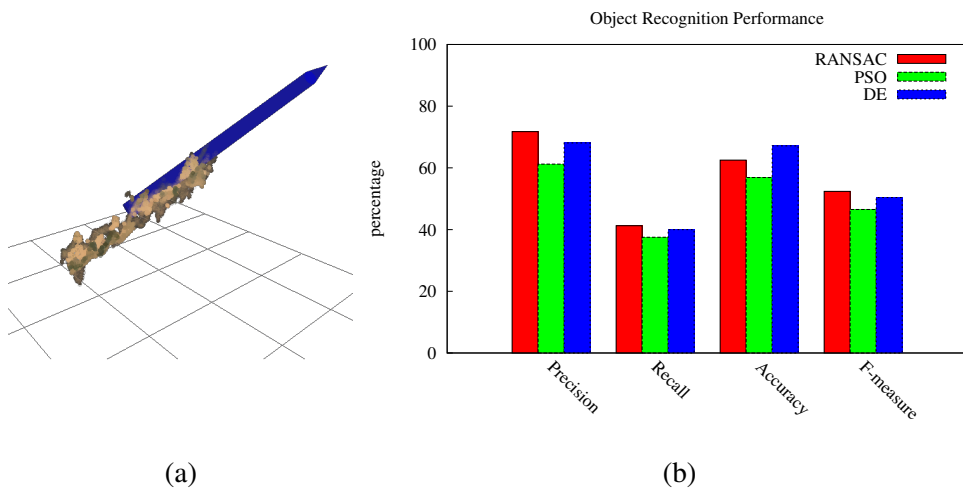 Object Recognition Performance
100
80
60
40
20
0
percentage
RANSAC
PSO
DE
Precision
Recall
Accuracy
F-measure
(a)
(b)